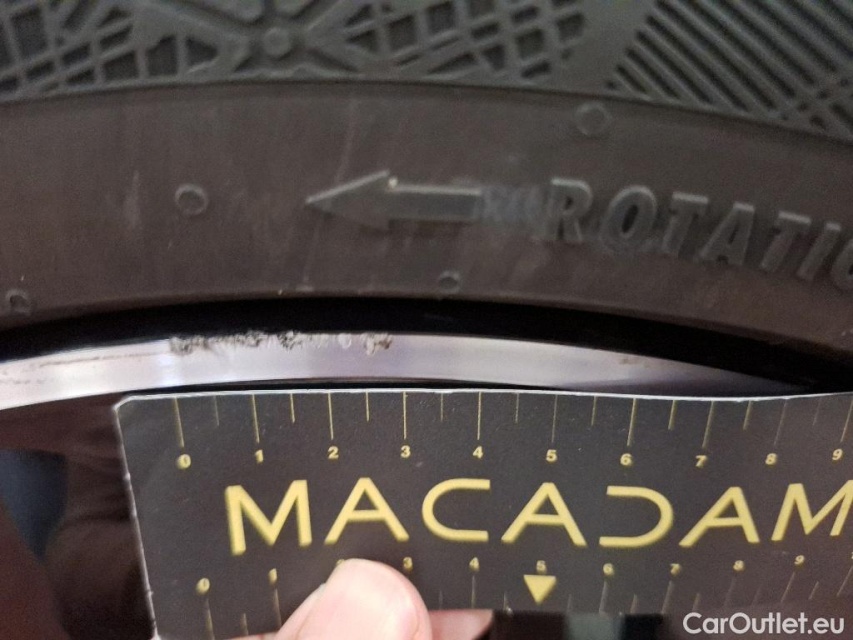 ROTATIO
0 1 2 3 4 5 6 7 8 9
MACADAM
0 1 3 4 5 6 7 8 9
CarOutlet.eu